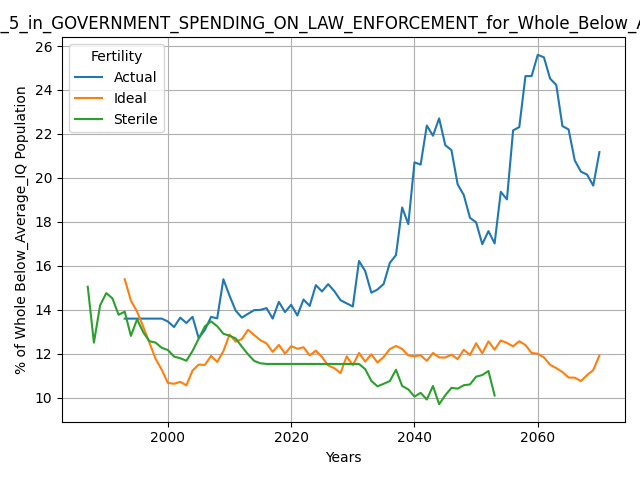 _5_in_GOVERNMENT_SPENDING_ON_LAW_ENFORCEMENT_for_Whole_Below_A
Fertility
Actual
Ideal
Sterile
% of Whole Below_Average_IQ Population
26
24
22
20
18
16
14
12
10
2000 2020 2040 2060
Years